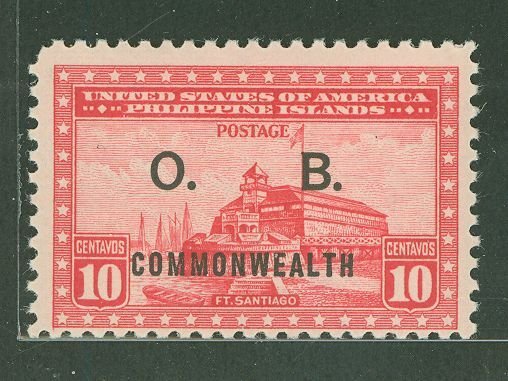 UNITED STATES OF AMERICA
PHILIPPINE ISLANDS
POSTAGE
O. B.
COMMONWEALTH
CENTAVOS CENTAVOS
10 10
FT. SANTIAGO